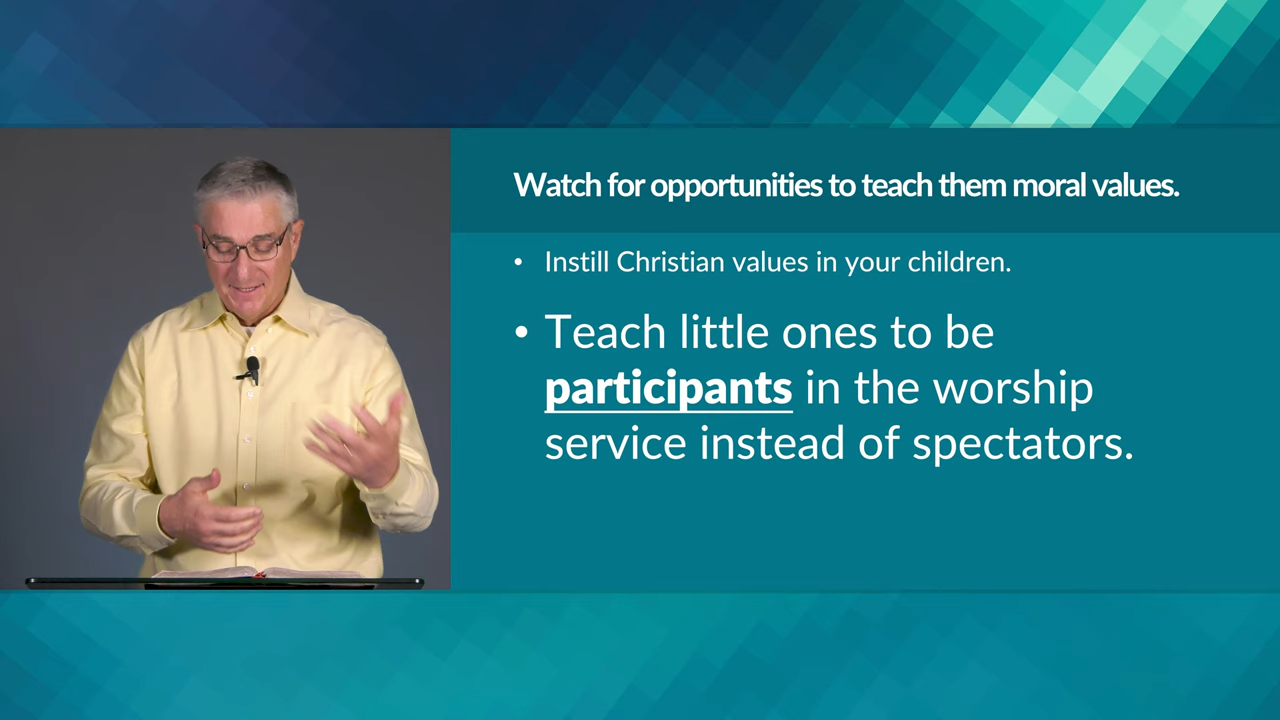 Watch for opportunities to teach them moral values.
• Instill Christian values in your children.
• Teach little ones to be
participants in the worship
service instead of spectators.